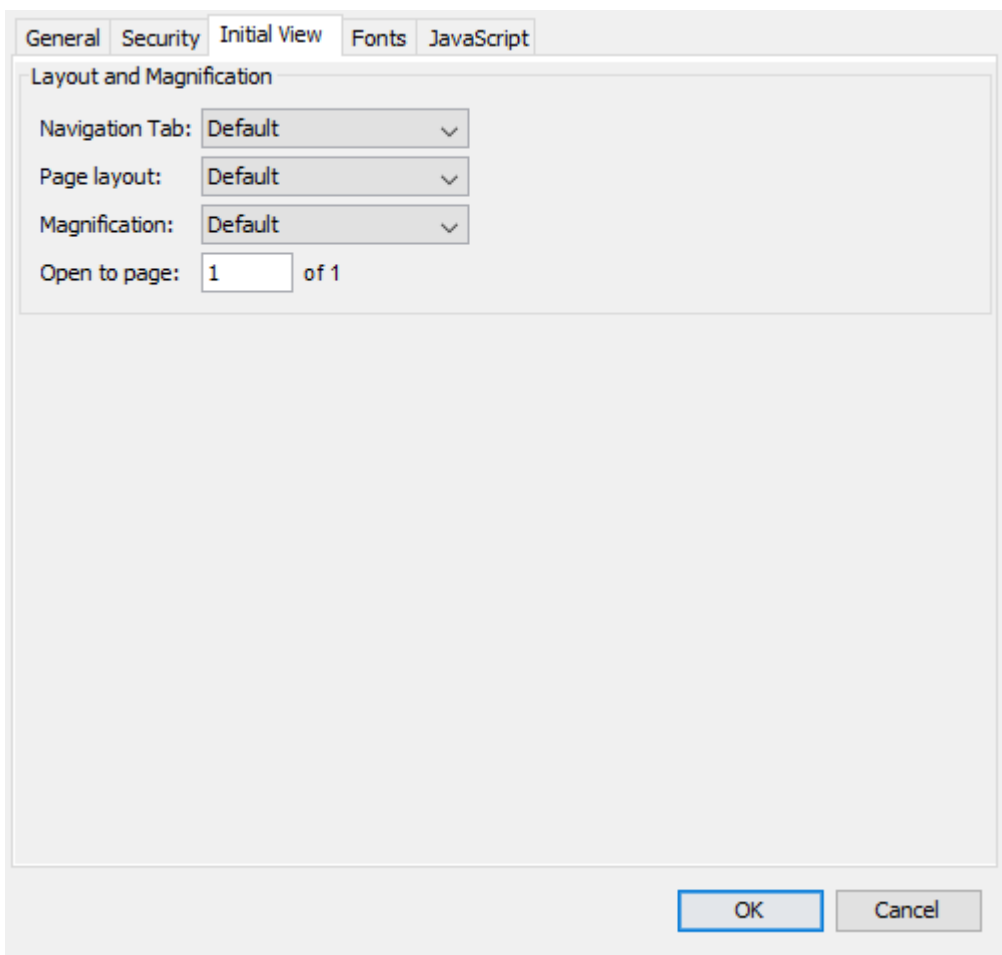 General Security Initial View Fonts JavaScript
Layout and Magnification
Navigation Tab: Default
Page layout: Default
Magnification: Default
Open to page: 1 of 1
OK Cancel